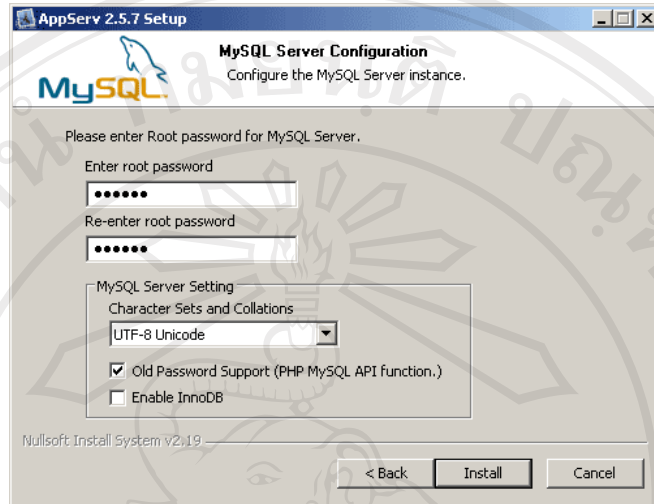 AppServ 2.5.7 Setup
MySQL Server Configuration
Configure the MySQL Server instance.
MySQL
Please enter Root password for MySQL Server.
Enter root password
••••••
Re-enter root password
••••••
MySQL Server Setting
Character Sets and Collations
UTF-8 Unicode
Old Password Support (PHP MySQL API function.)
Enable InnoDB
Nullsoft Install System v2.19
< Back
Install
Cancel